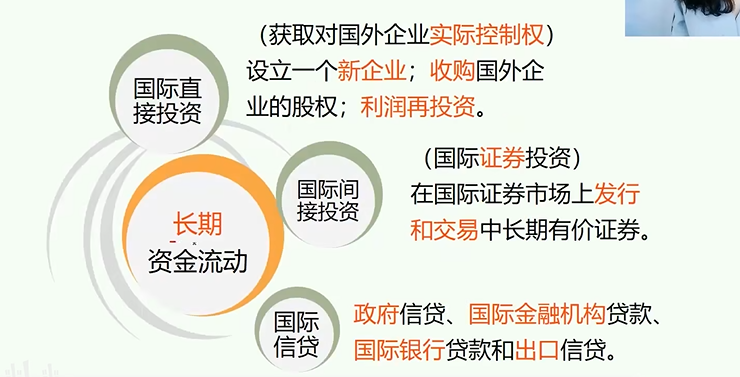 （获取对国外企业实际控制权）
设立一个新企业；收购国外企
业的股权；利润再投资。
国际直
接投资
（国际证券投资）
在国际证券市场上发行
和交易中长期有价证券。
国际间
接投资
长期
资金流动
国际
信贷
政府信贷、国际金融机构贷款、
国际银行贷款和出口信贷。